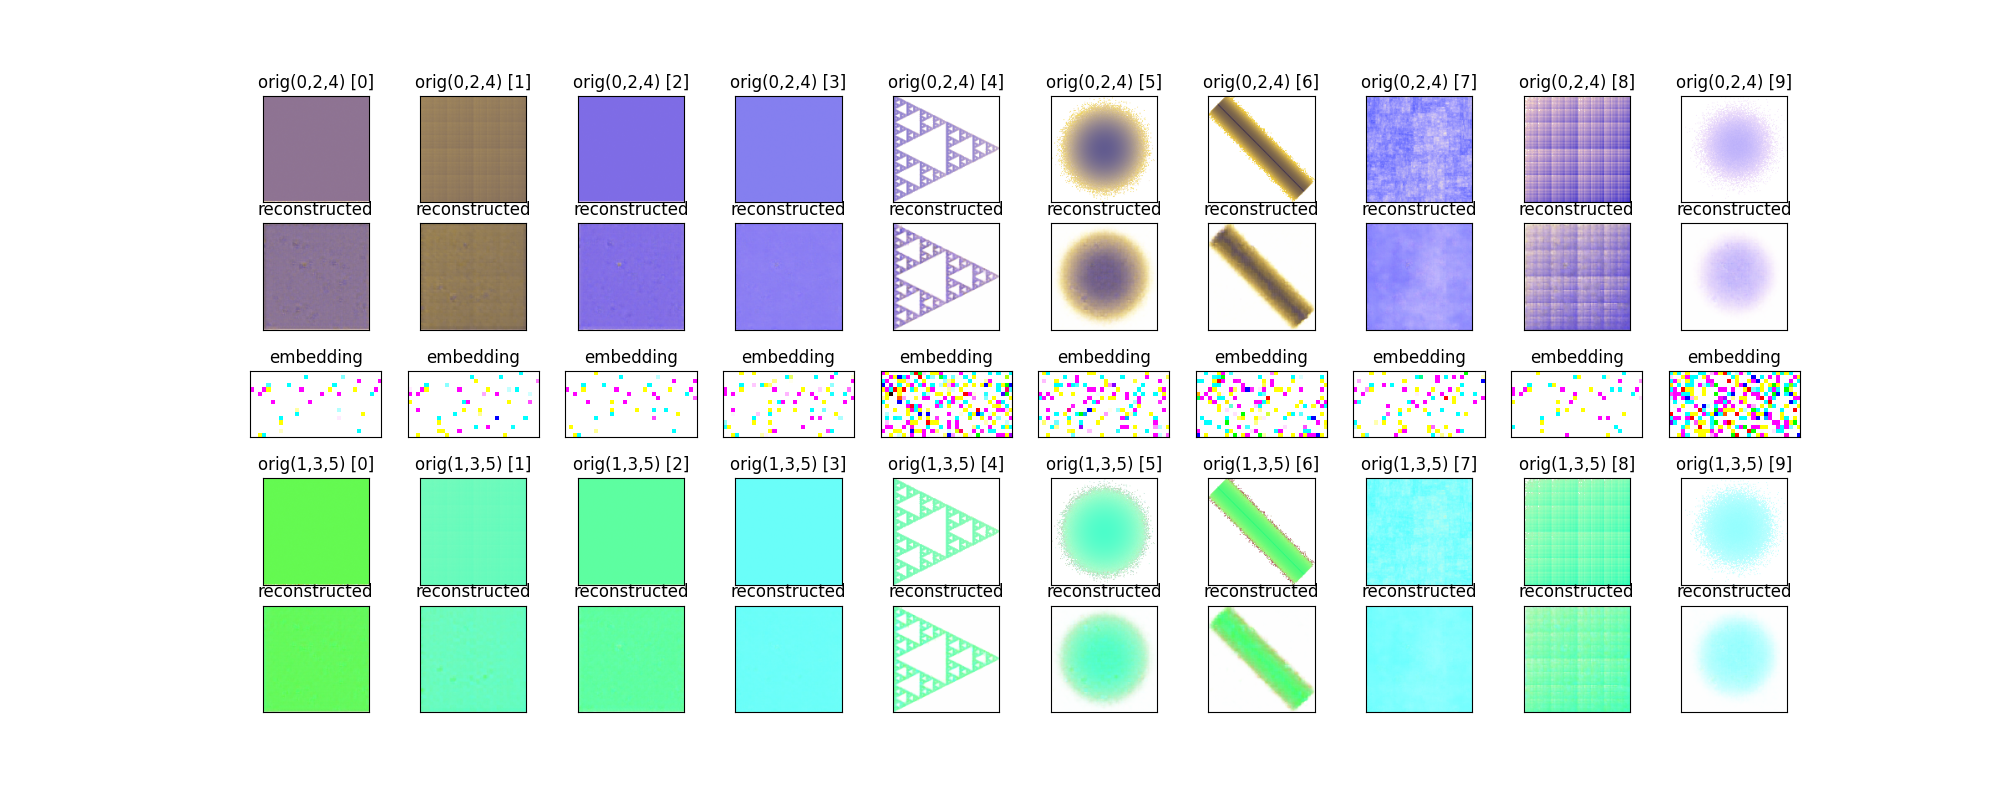 orig(0,2,4) [0] orig(0,2,4) [1] orig(0,2,4) [2] orig(0,2,4) [3] orig(0,2,4) [4] orig(0,2,4) [5] orig(0,2,4) [6] orig(0,2,4) [7] orig(0,2,4) [8] orig(0,2,4) [9]
reconstructed reconstructed reconstructed reconstructed reconstructed reconstructed reconstructed reconstructed reconstructed reconstructed
embedding embedding embedding embedding embedding embedding embedding embedding embedding embedding
orig(1,3,5) [0] orig(1,3,5) [1] orig(1,3,5) [2] orig(1,3,5) [3] orig(1,3,5) [4] orig(1,3,5) [5] orig(1,3,5) [6] orig(1,3,5) [7] orig(1,3,5) [8] orig(1,3,5) [9]
reconstructed reconstructed reconstructed reconstructed reconstructed reconstructed reconstructed reconstructed reconstructed reconstructed